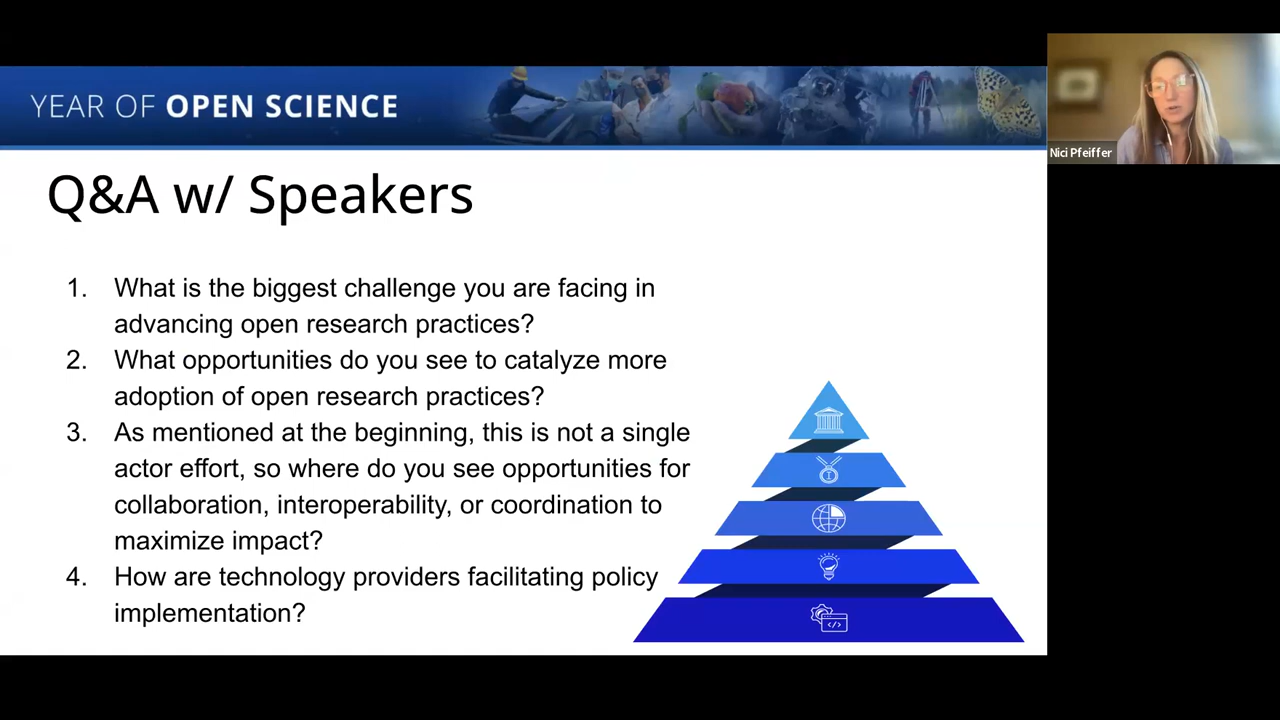 YEAR OF OPEN SCIENCE
Nici Pfeiffer
Q&A w/ Speakers
1. What is the biggest challenge you are facing in
advancing open research practices?
2. What opportunities do you see to catalyze more
adoption of open research practices?
3. As mentioned at the beginning, this is not a single
actor effort, so where do you see opportunities for
collaboration, interoperability, or coordination to
maximize impact?
4. How are technology providers facilitating policy
implementation?